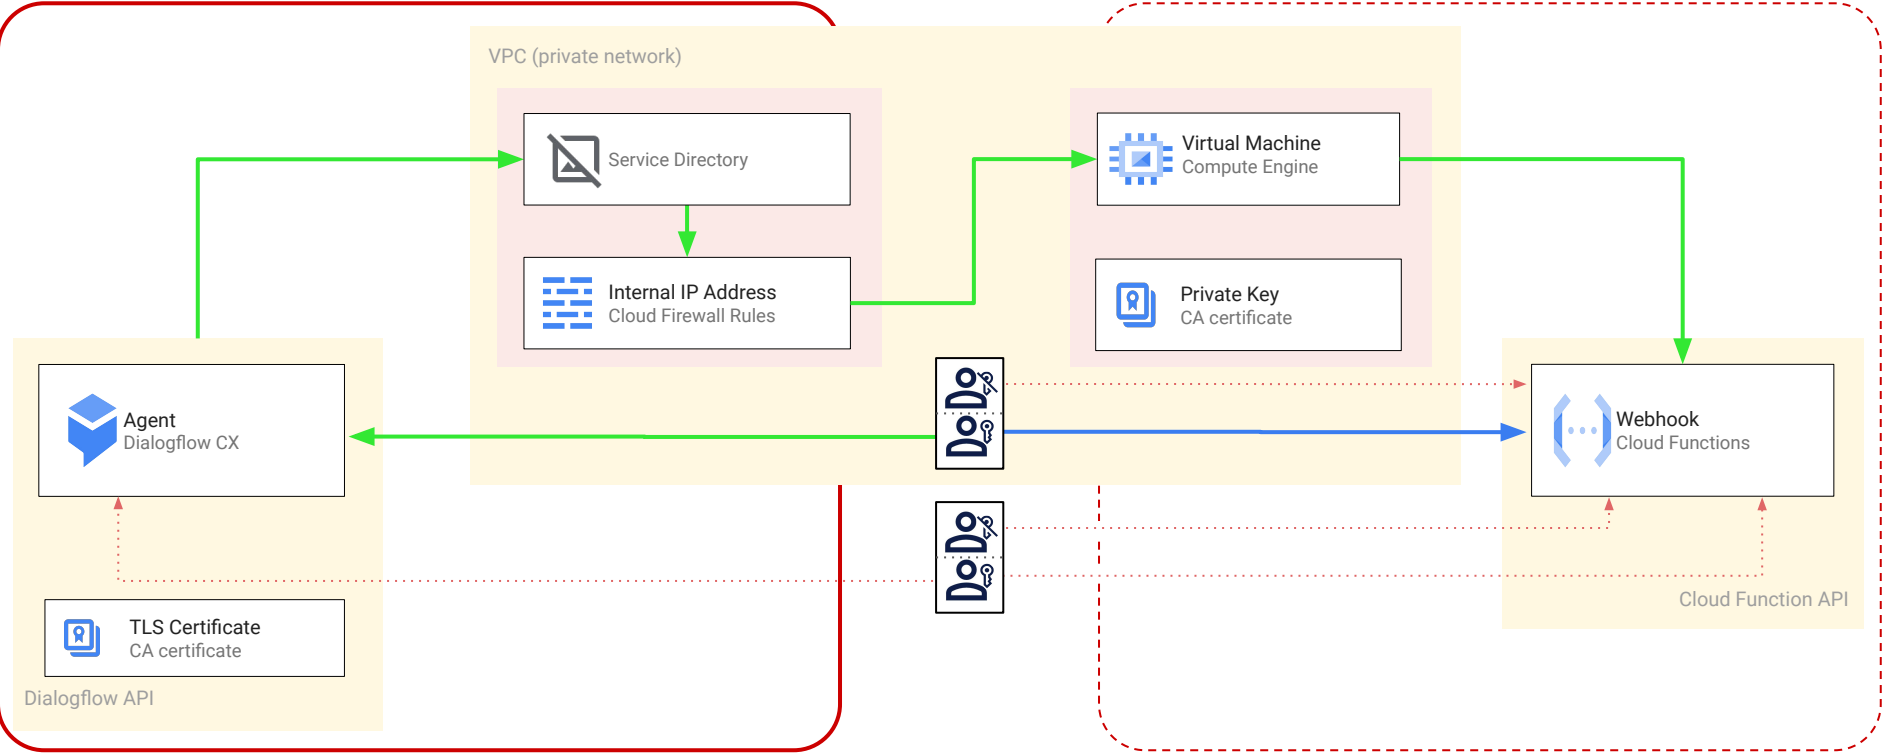 VPC (private network)
Service Directory
Internal IP Address
Cloud Firewall Rules
Virtual Machine
Compute Engine
Private Key
CA certificate
Agent
Dialogflow CX
TLS Certificate
CA certificate
Dialogflow API
Webhook
Cloud Functions
Cloud Function API